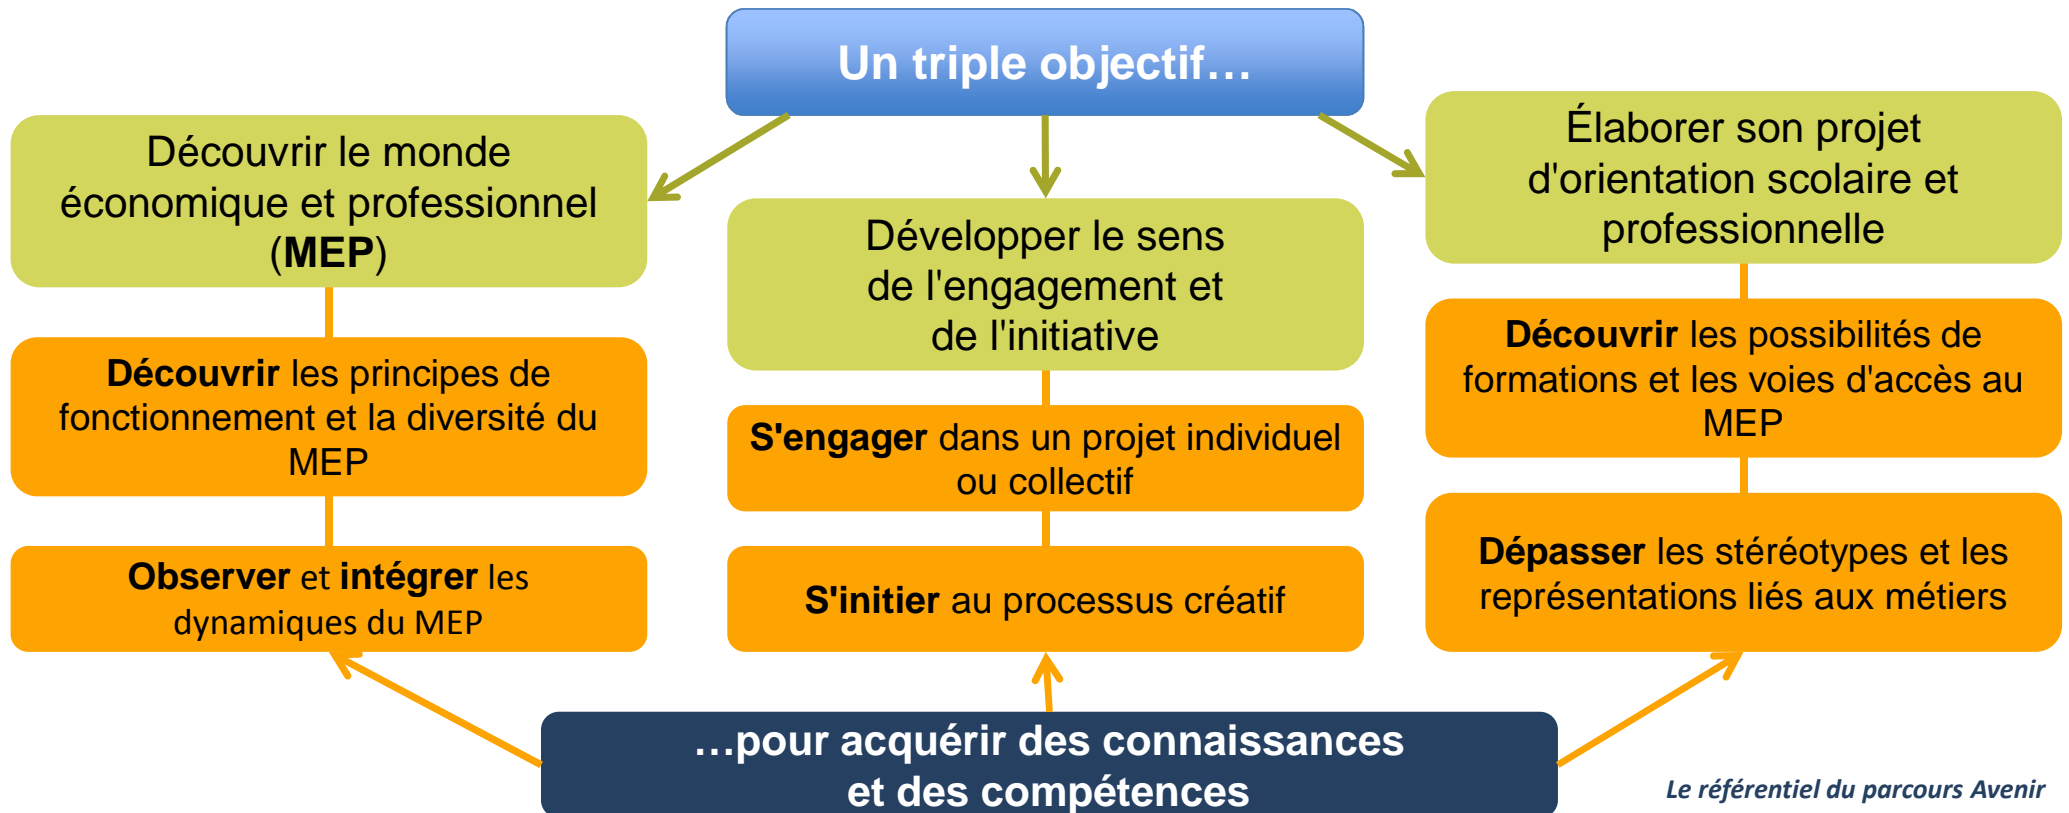 Un triple objectif…
Découvrir le monde
économique et professionnel
(MEP)
Découvrir les principes de
fonctionnement et la diversité du
MEP
Observer et intégrer les
dynamiques du MEP
Développer le sens
de l'engagement et
de l'initiative
S'engager dans un projet individuel
ou collectif
S'initier au processus créatif
Élaborer son projet
d'orientation scolaire et
professionnelle
Découvrir les possibilités de
formations et les voies d'accès au
MEP
Dépasser les stéréotypes et les
représentations liés aux métiers
…pour acquérir des connaissances
et des compétences
Le référentiel du parcours Avenir